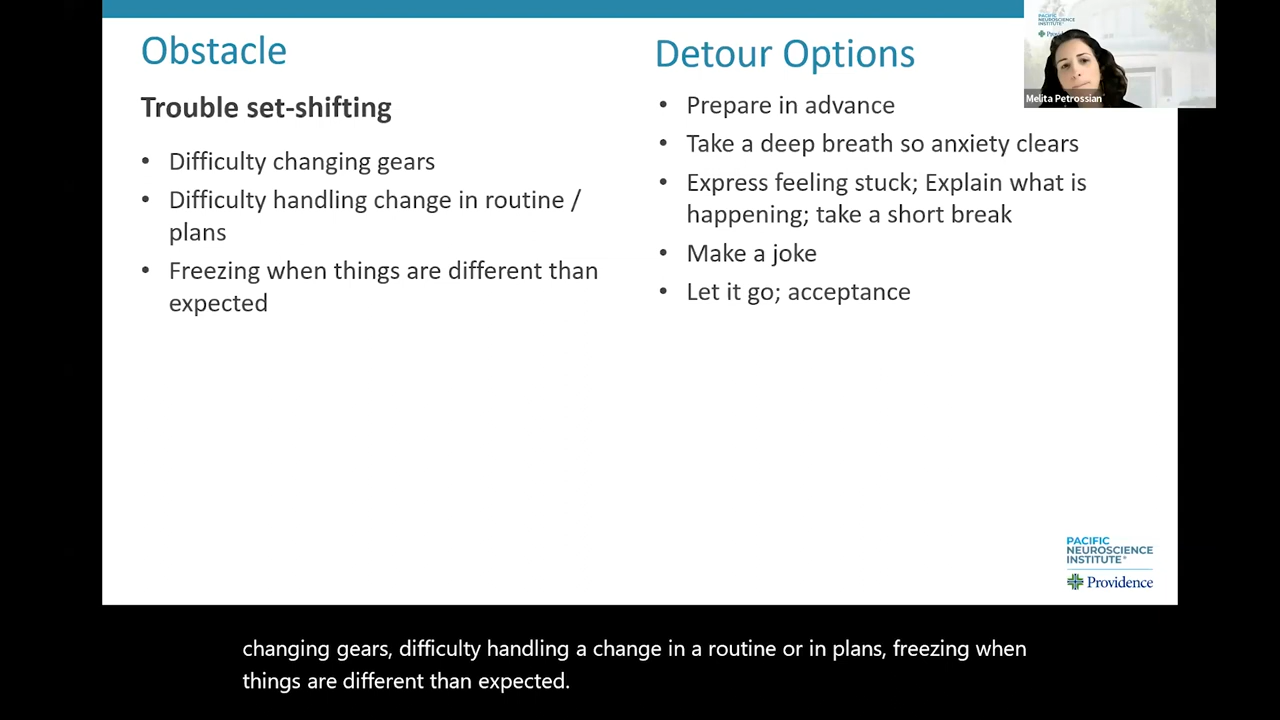 Obstacle
Trouble set-shifting
• Difficulty changing gears
• Difficulty handling change in routine /
plans
• Freezing when things are different than
expected
Detour Options
• Prepare in advance
• Take a deep breath so anxiety clears
• Express feeling stuck; Explain what is
happening; take a short break
• Make a joke
• Let it go; acceptance
PACIFIC
NEUROSCIENCE
INSTITUTE
Melita Petrossian
PACIFIC
NEUROSCIENCE
INSTITUTE®
Providence
changing gears, difficulty handling a change in a routine or in plans, freezing when
things are different than expected.